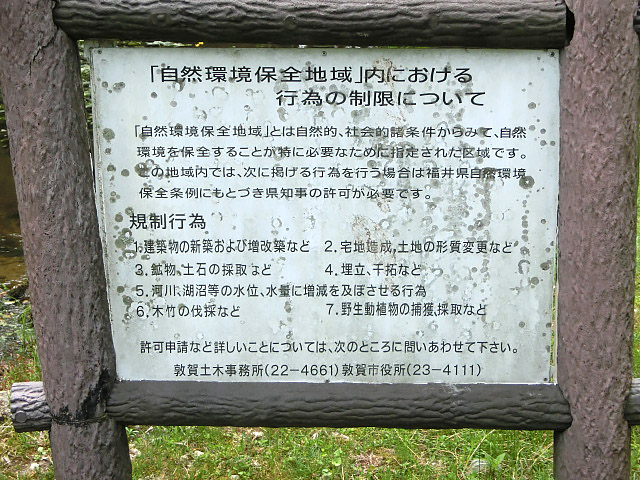 「自然環境保全地域」内における
行為の制限について
「自然環境保全地域」とは自然的、社会的諸条件からみて、自然
環境を保全することが特に必要なために指定された区域です。
この地域内では、次に掲げる行為を行う場合は福井県自然環境
保全条例にもとづき県知事の許可が必要です。
規制行為
1.建築物の新築および増改築など 2.宅地造成,土地の形質変更など
3.鉱物、土石の採取など 4.埋立、干拓など
5.河川、湖沼等の水位、水量に増減を及ぼさせる行為
6.木竹の伐採など 7.野生動植物の捕獲,採取など
許可申請など詳しいことについては、次のところに問いあわせて下さい。
敦賀土木事務所(22-4661)敦賀市役所(23-4111)